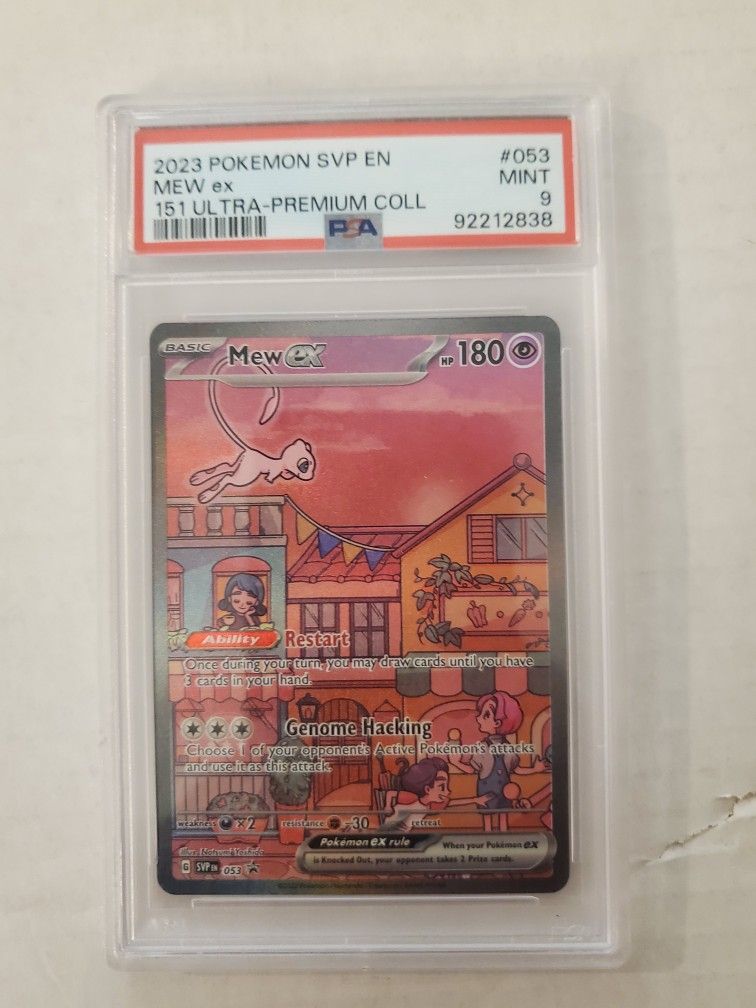 2023 POKEMON SVP EN #053
MEW ex MINT
151 ULTRA-PREMIUM COLL 9
PSA 92212838
BASIC Mew ex HP 180
Ability Restart
Once during your turn, you may draw cards until you have
3 cards in your hand.
Genome Hacking
Choose 1 of your opponent's Active Pokémon's attacks
and use it as this attack.
weakness ×2 resistance -30 retreat
Pokémon ex rule When your Pokémon ex
is Knocked Out, your opponent takes 2 Prize cards.
Illus. Natsumi Yoshida
G SVP EN 053